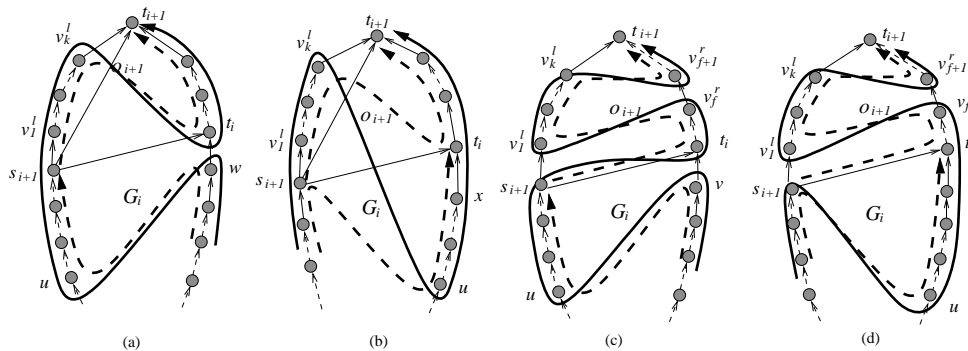 t_{i+1}
v_k^l
o_{i+1}
v_1^l
t_i
w
s_{i+1}
G_i
u
(a)
t_{i+1}
v_k^l
o_{i+1}
v_1^l
t_i
s_{i+1}
x
G_i
u
(b)
t_{i+1}
v_k^l
v_{f+1}^r
o_{i+1}
v_f^r
v_1^l
t_i
s_{i+1}
v
G_i
u
(c)
t_{i+1}
v_{f+1}^r
v_k^l
o_{i+1}
v_f
v_1^l
s_{i+1}
G_i
u
(d)